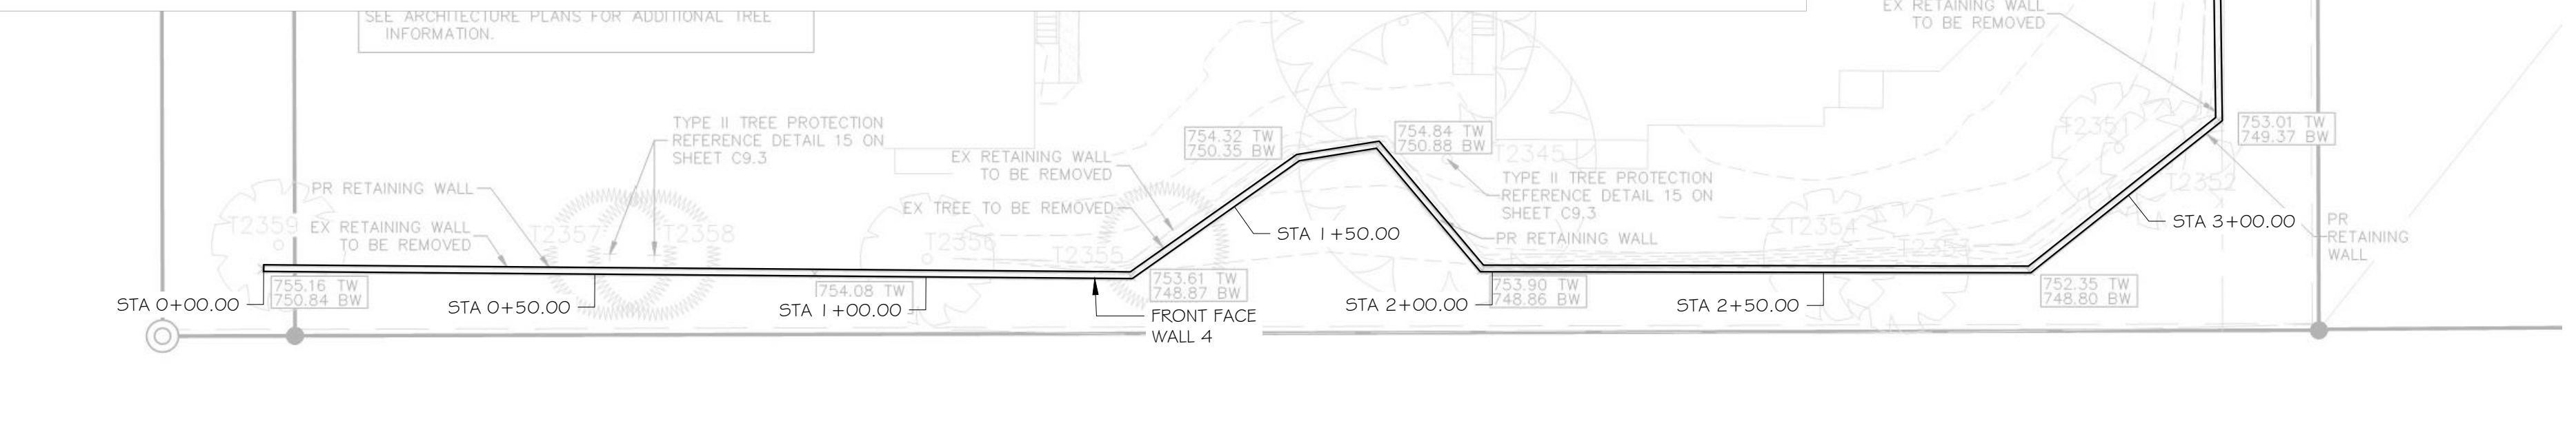 SEE ARCHITECTURE PLANS FOR ADDITIONAL TREE
INFORMATION.
EX RETAINING WALL
TO BE REMOVED
TYPE II TREE PROTECTION
REFERENCE DETAIL 15 ON
SHEET C9.3
754.32 TW
750.35 BW
754.84 TW
750.88 BW
T2345
T2351
753.01 TW
749.37 BW
EX RETAINING WALL
TO BE REMOVED
TYPE II TREE PROTECTION
REFERENCE DETAIL 15 ON
SHEET C9.3
T2352
PR RETAINING WALL
EX TREE TO BE REMOVED
T2359
EX RETAINING WALL
TO BE REMOVED
T2357
T2358
T2356
T2355
STA 1+50.00
PR RETAINING WALL
T2354
T2353
STA 3+00.00
PR
RETAINING
WALL
755.16 TW
750.84 BW
754.08 TW
753.61 TW
748.87 BW
753.90 TW
748.86 BW
752.35 TW
748.80 BW
STA 0+00.00
STA 0+50.00
STA 1+00.00
STA 2+00.00
STA 2+50.00
FRONT FACE
WALL 4